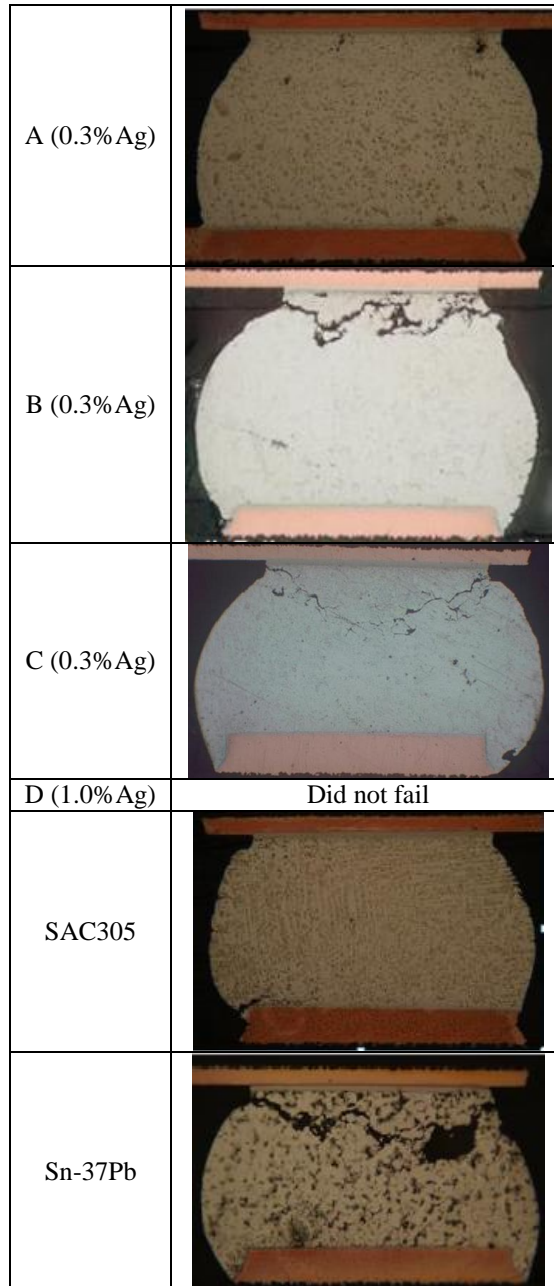 A (0.3%Ag)
B (0.3%Ag)
C (0.3%Ag)
D (1.0%Ag) Did not fail
SAC305
Sn-37Pb